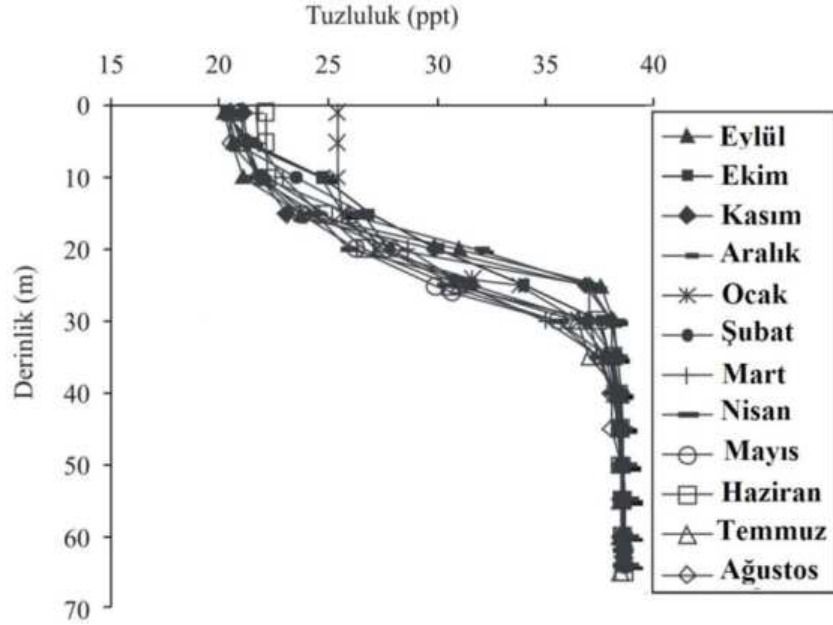 Tuzluluk (ppt)
15 20 25 30 35 40
Derinlik (m)
0
10
20
30
40
50
60
70
Eylül
Ekim
Kasım
Aralık
Ocak
Şubat
Mart
Nisan
Mayıs
Haziran
Temmuz
Ağustos